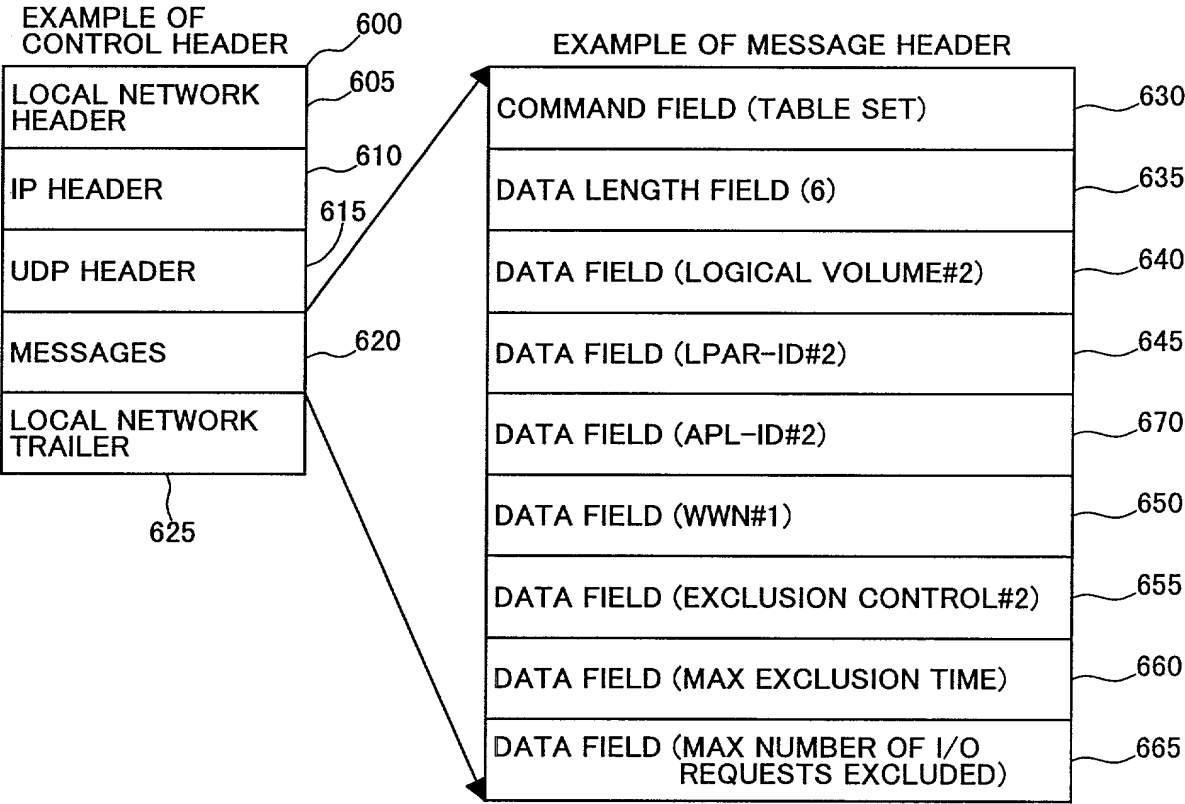 EXAMPLE OF
CONTROL HEADER
600
LOCAL NETWORK
HEADER
605
IP HEADER
610
UDP HEADER
615
MESSAGES
620
LOCAL NETWORK
TRAILER
625
EXAMPLE OF MESSAGE HEADER
COMMAND FIELD (TABLE SET)
630
DATA LENGTH FIELD (6)
635
DATA FIELD (LOGICAL VOLUME#2)
640
DATA FIELD (LPAR-ID#2)
645
DATA FIELD (APL-ID#2)
670
DATA FIELD (WWN#1)
650
DATA FIELD (EXCLUSION CONTROL#2)
655
DATA FIELD (MAX EXCLUSION TIME)
660
DATA FIELD (MAX NUMBER OF I/O
REQUESTS EXCLUDED)
665